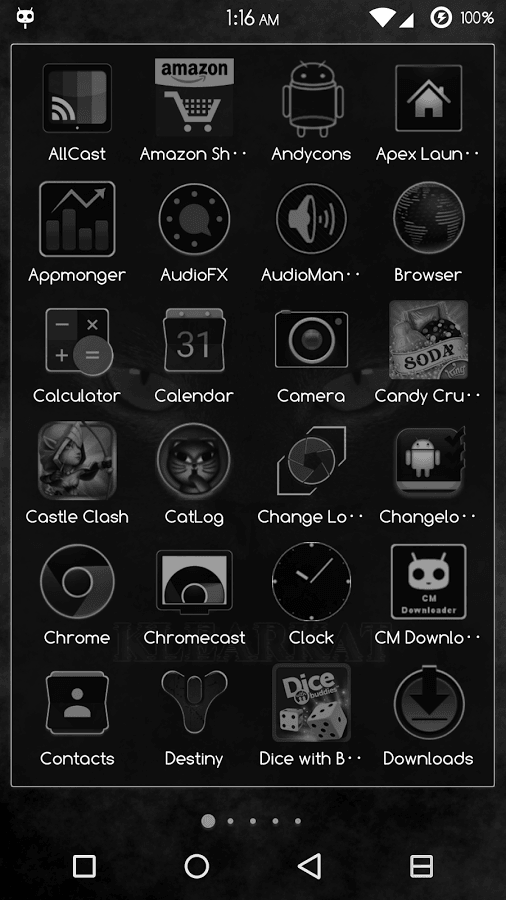 1:16 AM 100%
amazon
AllCast Amazon Sh·· Andycons Apex Laun··
Appmonger AudioFX AudioMan·· Browser
31
SODA
King
Calculator Calendar Camera Candy Cru··
Castle Clash CatLog Change Lo·· Changelo··
CM
Downloader
Chrome Chromecast Clock CM Downlo··
KLEARKAT
Dice
with
buddies
Contacts Destiny Dice with B·· Downloads